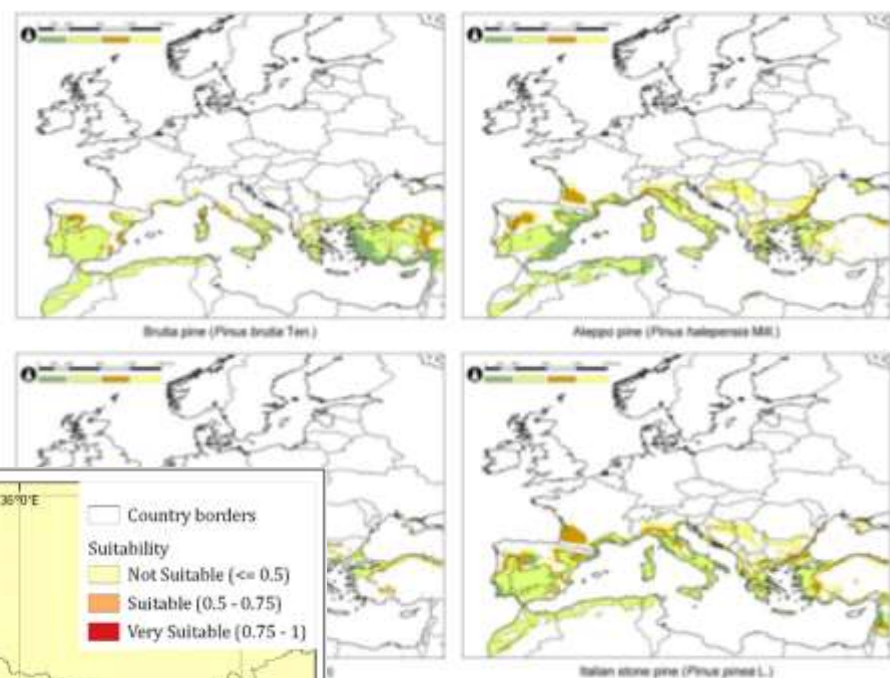 Brutia pine (Pinus brutia Ten.)
Aleppo pine (Pinus halepensis Mill.)
36°0'E
Country borders
Suitability
Not Suitable (<= 0.5)
Suitable (0.5 - 0.75)
Very Suitable (0.75 - 1)
Italian stone pine (Pinus pinea L.)